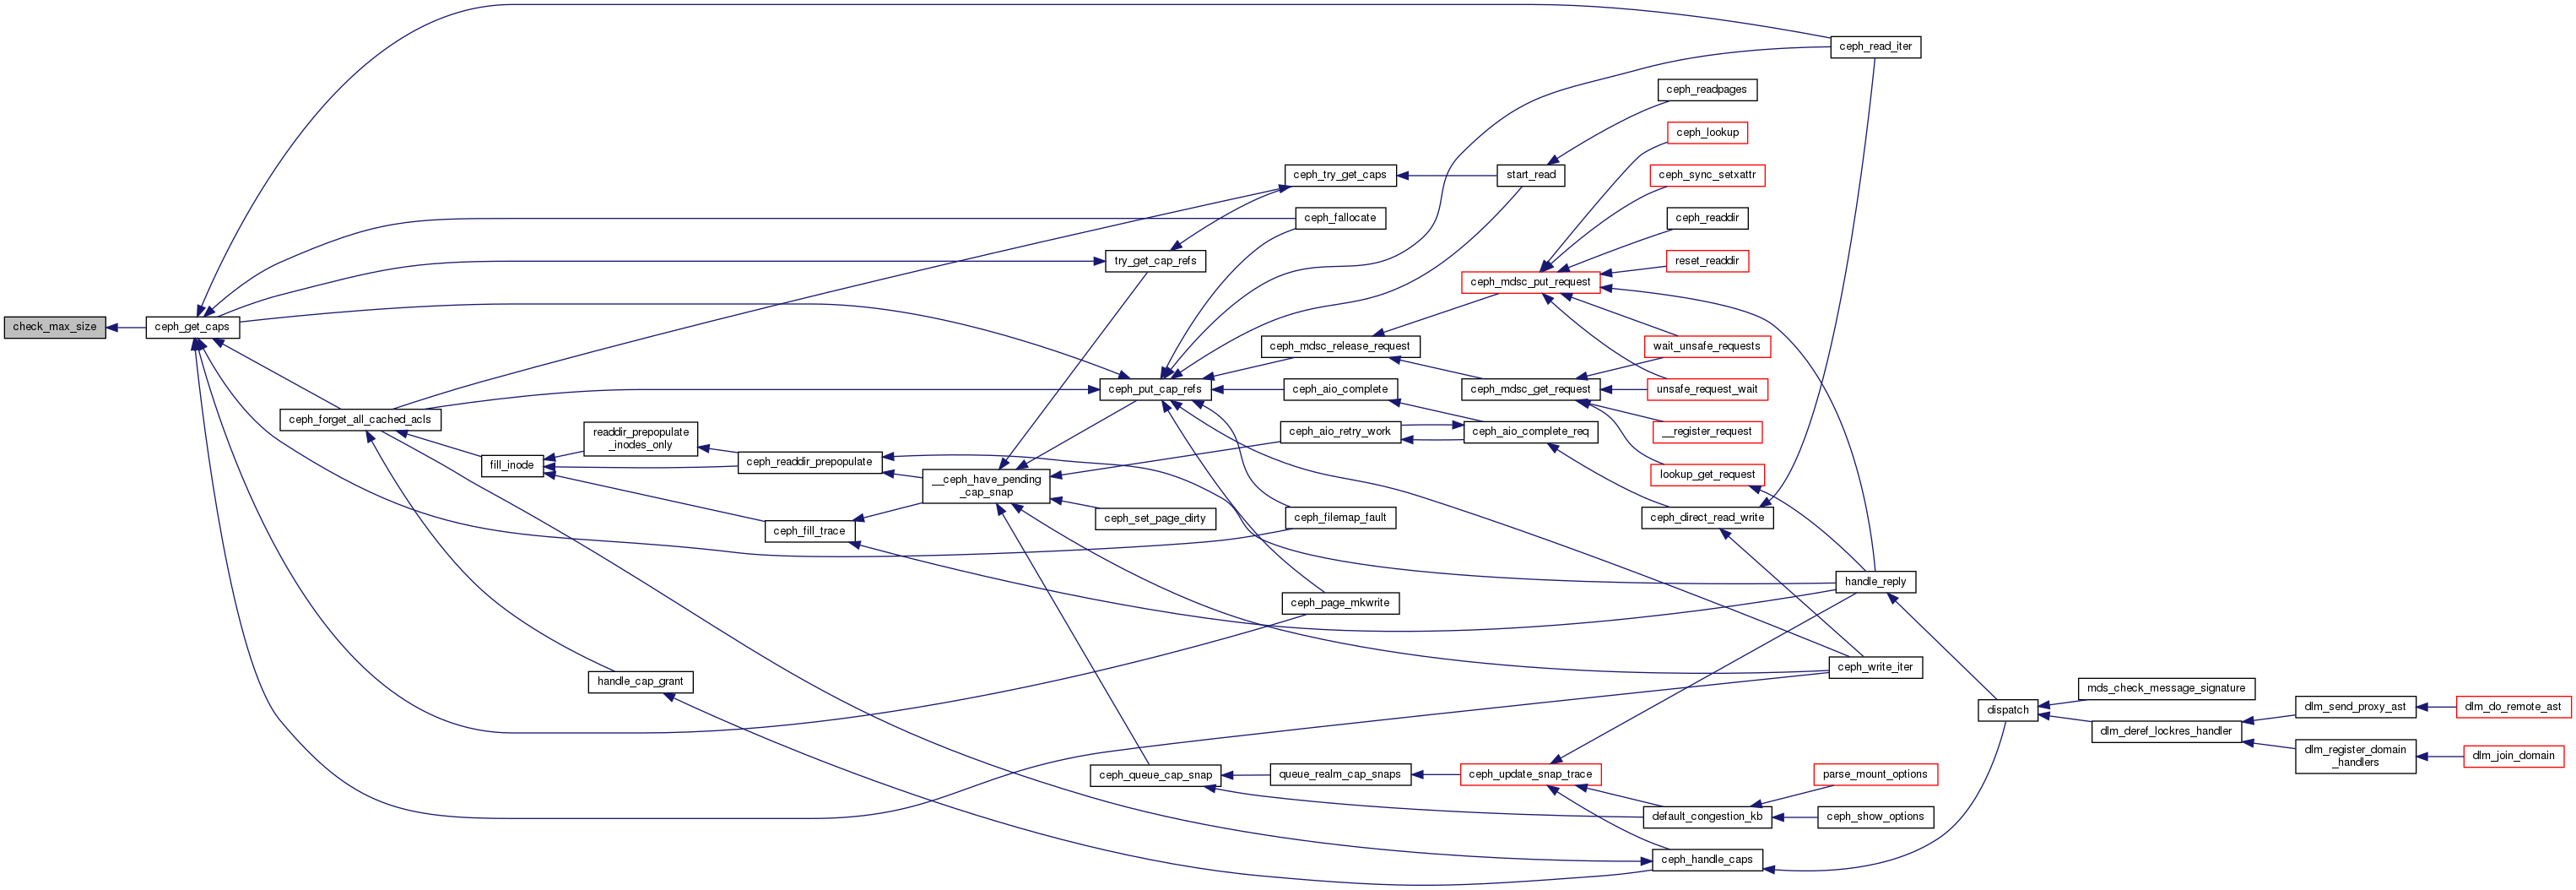 ceph_read_iter
ceph_readpages
ceph_lookup
ceph_try_get_caps
start_read
ceph_sync_setxattr
ceph_fallocate
ceph_readdir
try_get_cap_refs
reset_readdir
ceph_mdsc_put_request
check_max_size
ceph_get_caps
ceph_mdsc_release_request
wait_unsafe_requests
ceph_put_cap_refs
ceph_aio_complete
ceph_mdsc_get_request
unsafe_request_wait
ceph_forget_all_cached_acls
readdir_prepopulate
_inodes_only
ceph_aio_retry_work
ceph_aio_complete_req
__register_request
fill_inode
ceph_readdir_prepopulate
lookup_get_request
__ceph_have_pending
_cap_snap
ceph_set_page_dirty
ceph_filemap_fault
ceph_direct_read_write
ceph_fill_trace
handle_reply
ceph_page_mkwrite
ceph_write_iter
handle_cap_grant
mds_check_message_signature
dispatch
dlm_send_proxy_ast
dlm_do_remote_ast
dlm_deref_lockres_handler
dlm_register_domain
_handlers
dlm_join_domain
ceph_queue_cap_snap
queue_realm_cap_snaps
ceph_update_snap_trace
parse_mount_options
default_congestion_kb
ceph_show_options
ceph_handle_caps